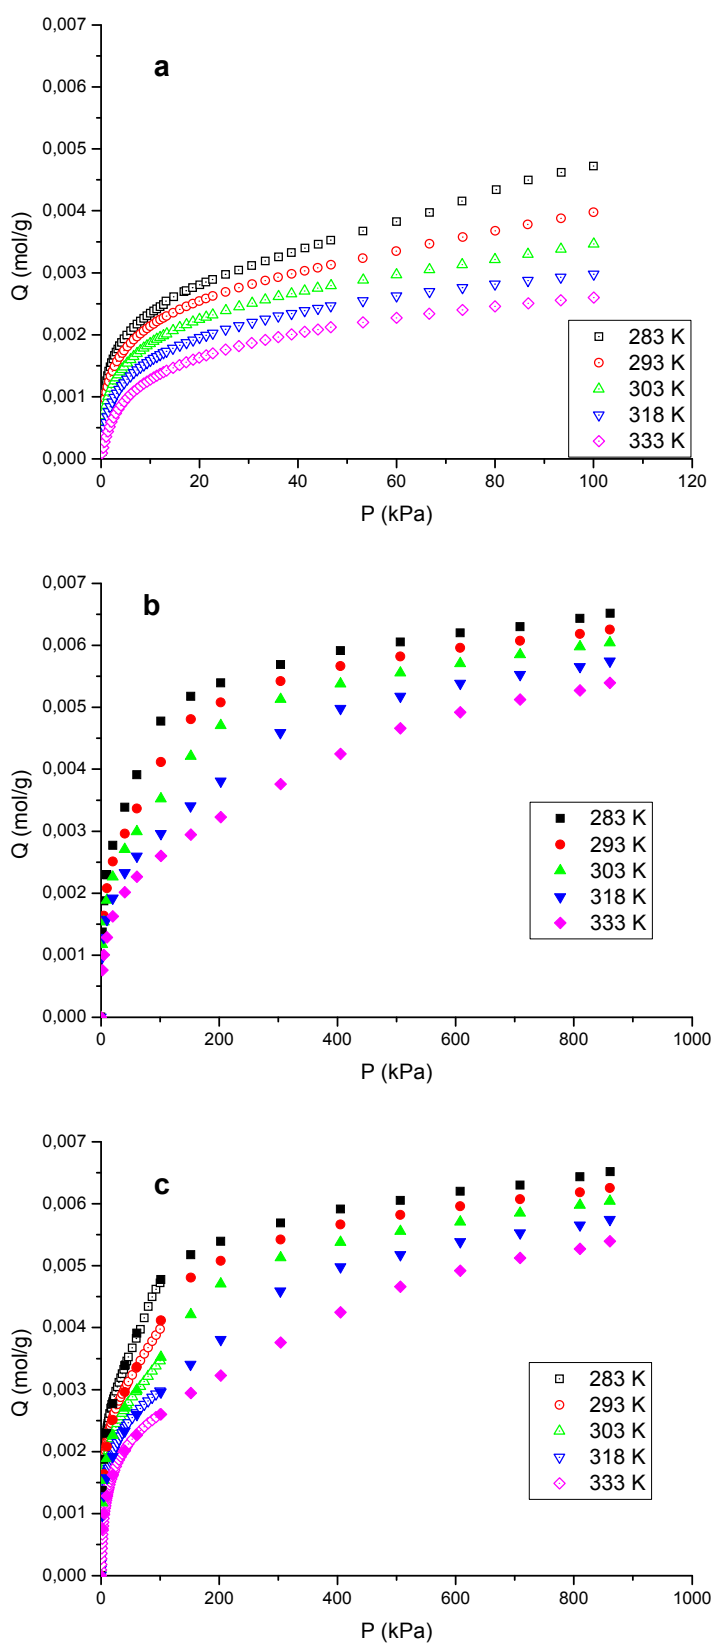 a
0,007
0,006
0,005
0,004
0,003
0,002
0,001
0,000
Q (mol/g)
283 K
293 K
303 K
318 K
333 K
0 20 40 60 80 100 120
P (kPa)
b
0,007
0,006
0,005
0,004
0,003
0,002
0,001
0,000
Q (mol/g)
283 K
293 K
303 K
318 K
333 K
0 200 400 600 800 1000
P (kPa)
c
0,007
0,006
0,005
0,004
0,003
0,002
0,001
0,000
Q (mol/g)
283 K
293 K
303 K
318 K
333 K
0 200 400 600 800 1000
P (kPa)